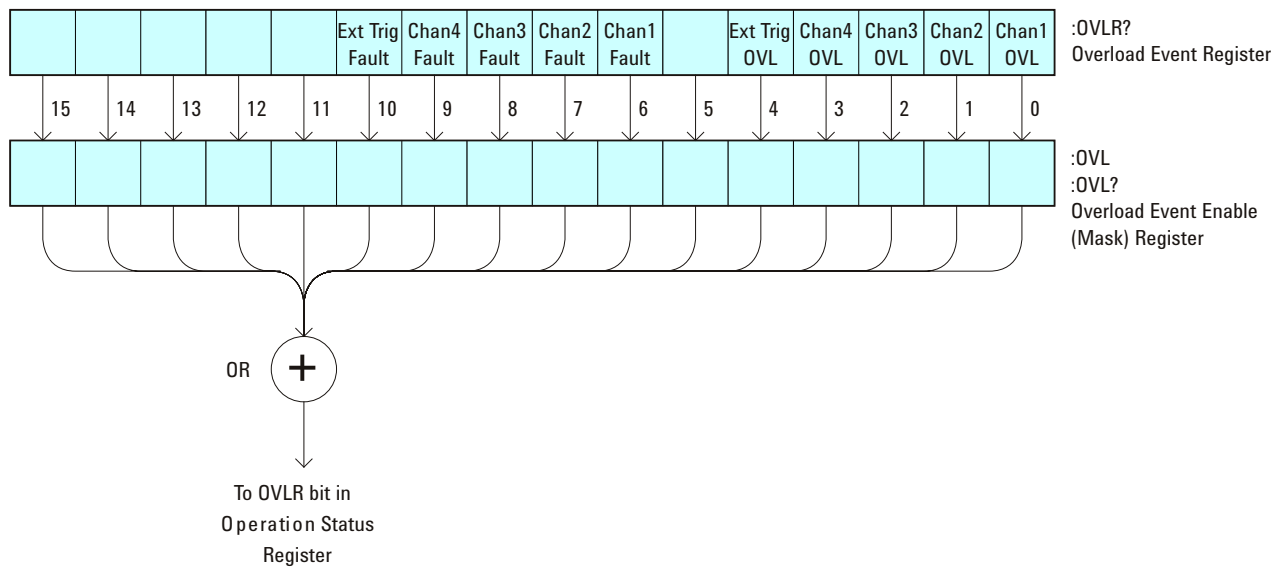 Ext Trig Fault
Chan4 Fault
Chan3 Fault
Chan2 Fault
Chan1 Fault
Ext Trig OVL
Chan4 OVL
Chan3 OVL
Chan2 OVL
Chan1 OVL
:OVLR?
Overload Event Register
15 14 13 12 11 10 9 8 7 6 5 4 3 2 1 0
:OVL
:OVL?
Overload Event Enable
(Mask) Register
OR
+
To OVLR bit in
Operation Status
Register